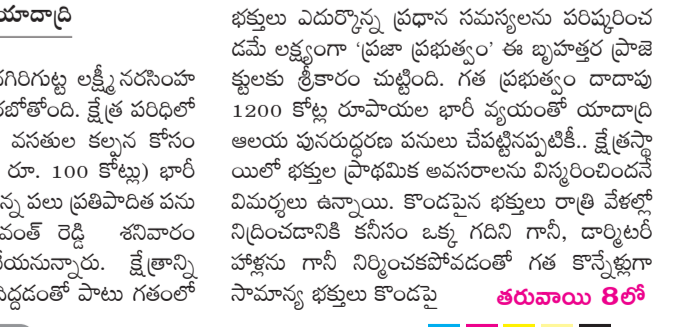 యాదాద్రి
లక్ష్మీ నరసింహ
క్షేత్ర పరిధిలో
వసతుల కల్పన కోసం
రూ. 100 కోట్లు) భారీ
పలు ప్రతిపాదిత పను
రెడ్డి శనివారం
క్షేత్రాన్ని
పాటు గతంలో
భక్తులు ఎదుర్కొన్న ప్రధాన సమస్యలను పరిష్కరించ
డమే లక్ష్యంగా ‘ప్రజా ప్రభుత్వం’ ఈ బృహత్తర ప్రాజె
క్టులకు శ్రీకారం చుట్టింది. గత ప్రభుత్వం దాదాపు
1200 కోట్ల రూపాయల భారీ వ్యయంతో యాదాద్రి
ఆలయ పునరుద్ధరణ పనులు చేపట్టినప్పటికీ.. క్షేత్రస్థా
యిలో భక్తుల ప్రాథమిక అవసరాలను విస్మరించిందనే
విమర్శలు ఉన్నాయి. కొండపైన భక్తులు రాత్రి వేళల్లో
నిద్రించడానికి కనీసం ఒక్క గదిని గానీ, డార్మిటరీ
హాళ్లను గానీ నిర్మించకపోవడంతో గత కొన్నేళ్లుగా
సామాన్య భక్తులు కొండపై తరువాయి 8లో